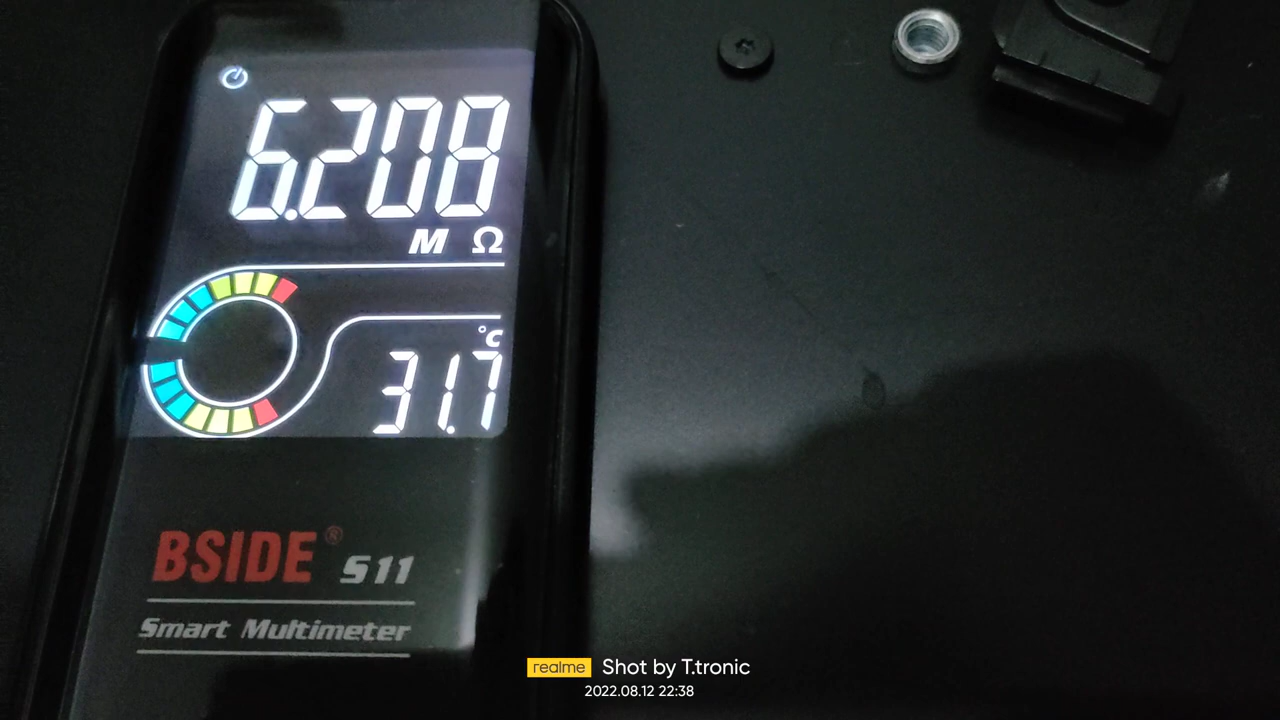 6.208
M Ω
°C
31.7
BSIDE® S11
Smart Multimeter
realme Shot by T.tronic
2022.08.12 22:38